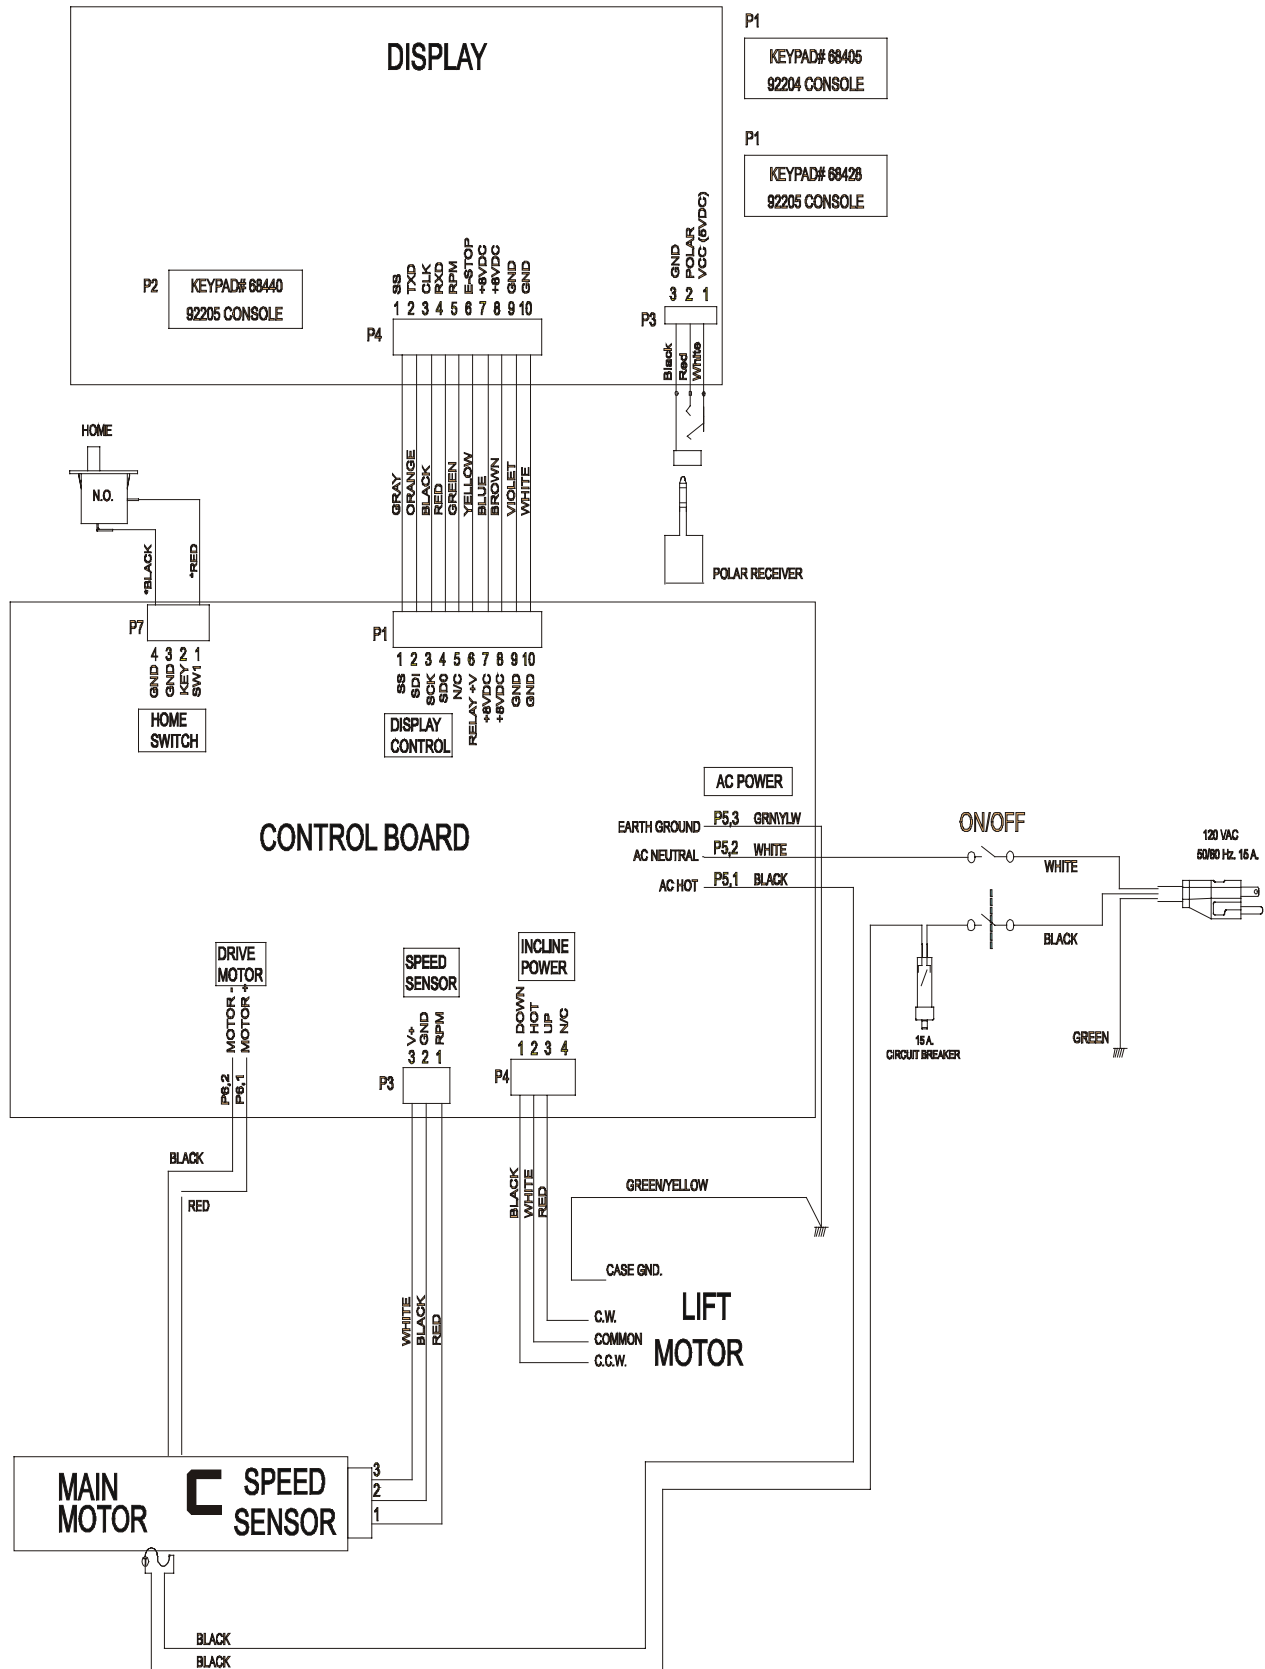 DISPLAY
P1
KEYPAD# 68405
92204 CONSOLE
P1
KEYPAD# 68428
92205 CONSOLE
P2
KEYPAD# 68440
92205 CONSOLE
SS
TXD
CLK
RXD
RPM
E-STOP
+8VDC
+8VDC
GND
GND
1 2 3 4 5 6 7 8 9 10
P4
GND
POLAR
VCC (5VDC)
3 2 1
P3
Black
Red
White
HOME
N.O.
*BLACK
*RED
GRAY
ORANGE
BLACK
RED
GREEN
YELLOW
BLUE
BROWN
VIOLET
WHITE
POLAR RECEIVER
P7
4 3 2 1
GND
GND
KEY
SW1
HOME
SWITCH
P1
1 2 3 4 5 6 7 8 9 10
SS
SDI
SCK
SD0
N/C
RELAY +V
+8VDC
+8VDC
GND
GND
DISPLAY
CONTROL
AC POWER
CONTROL BOARD
EARTH GROUND P5,3 GRN\YLW
AC NEUTRAL P5,2 WHITE
AC HOT P5,1 BLACK
ON/OFF
WHITE
BLACK
120 VAC
50/60 Hz. 15 A.
GREEN
15 A.
CIRCUIT BREAKER
DRIVE
MOTOR
MOTOR -
MOTOR +
P6,2
P6,1
SPEED
SENSOR
V+
GND
RPM
3 2 1
P3
INCLINE
POWER
DOWN
HOT
UP
N/C
1 2 3 4
P4
BLACK
RED
BLACK
WHITE
RED
GREEN/YELLOW
CASE GND.
C.W.
COMMON
C.C.W.
LIFT
MOTOR
WHITE
BLACK
RED
MAIN
MOTOR
SPEED
SENSOR
3
2
1
BLACK
BLACK